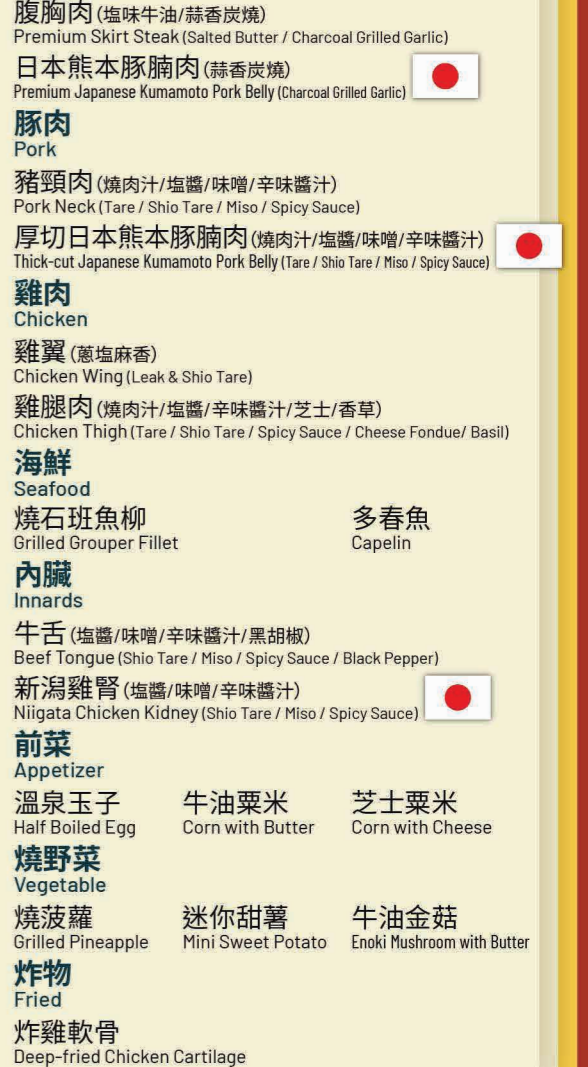 腹胸肉(塩味牛油/蒜香炭燒)
Premium Skirt Steak (Salted Butter / Charcoal Grilled Garlic)
日本熊本豚腩肉(蒜香炭燒)
Premium Japanese Kumamoto Pork Belly (Charcoal Grilled Garlic)
豚肉
Pork
豬頸肉(燒肉汁/塩醬/味噌/辛味醬汁)
Pork Neck (Tare / Shio Tare / Miso / Spicy Sauce)
厚切日本熊本豚腩肉(燒肉汁/塩醬/味噌/辛味醬汁)
Thick-cut Japanese Kumamoto Pork Belly (Tare / Shio Tare / Miso / Spicy Sauce)
雞肉
Chicken
雞翼(蔥塩麻香)
Chicken Wing (Leak & Shio Tare)
雞腿肉(燒肉汁/塩醬/辛味醬汁/芝士/香草)
Chicken Thigh (Tare / Shio Tare / Spicy Sauce / Cheese Fondue/ Basil)
海鮮
Seafood
燒石班魚柳 多春魚
Grilled Grouper Fillet Capelin
內臟
Innards
牛舌(塩醬/味噌/辛味醬汁/黑胡椒)
Beef Tongue (Shio Tare / Miso / Spicy Sauce / Black Pepper)
新潟雞腎(塩醬/味噌/辛味醬汁)
Niigata Chicken Kidney (Shio Tare / Miso / Spicy Sauce)
前菜
Appetizer
溫泉玉子 牛油粟米 芝士粟米
Half Boiled Egg Corn with Butter Corn with Cheese
燒野菜
Vegetable
燒菠蘿 迷你甜薯 牛油金菇
Grilled Pineapple Mini Sweet Potato Enoki Mushroom with Butter
炸物
Fried
炸雞軟骨
Deep-fried Chicken Cartilage